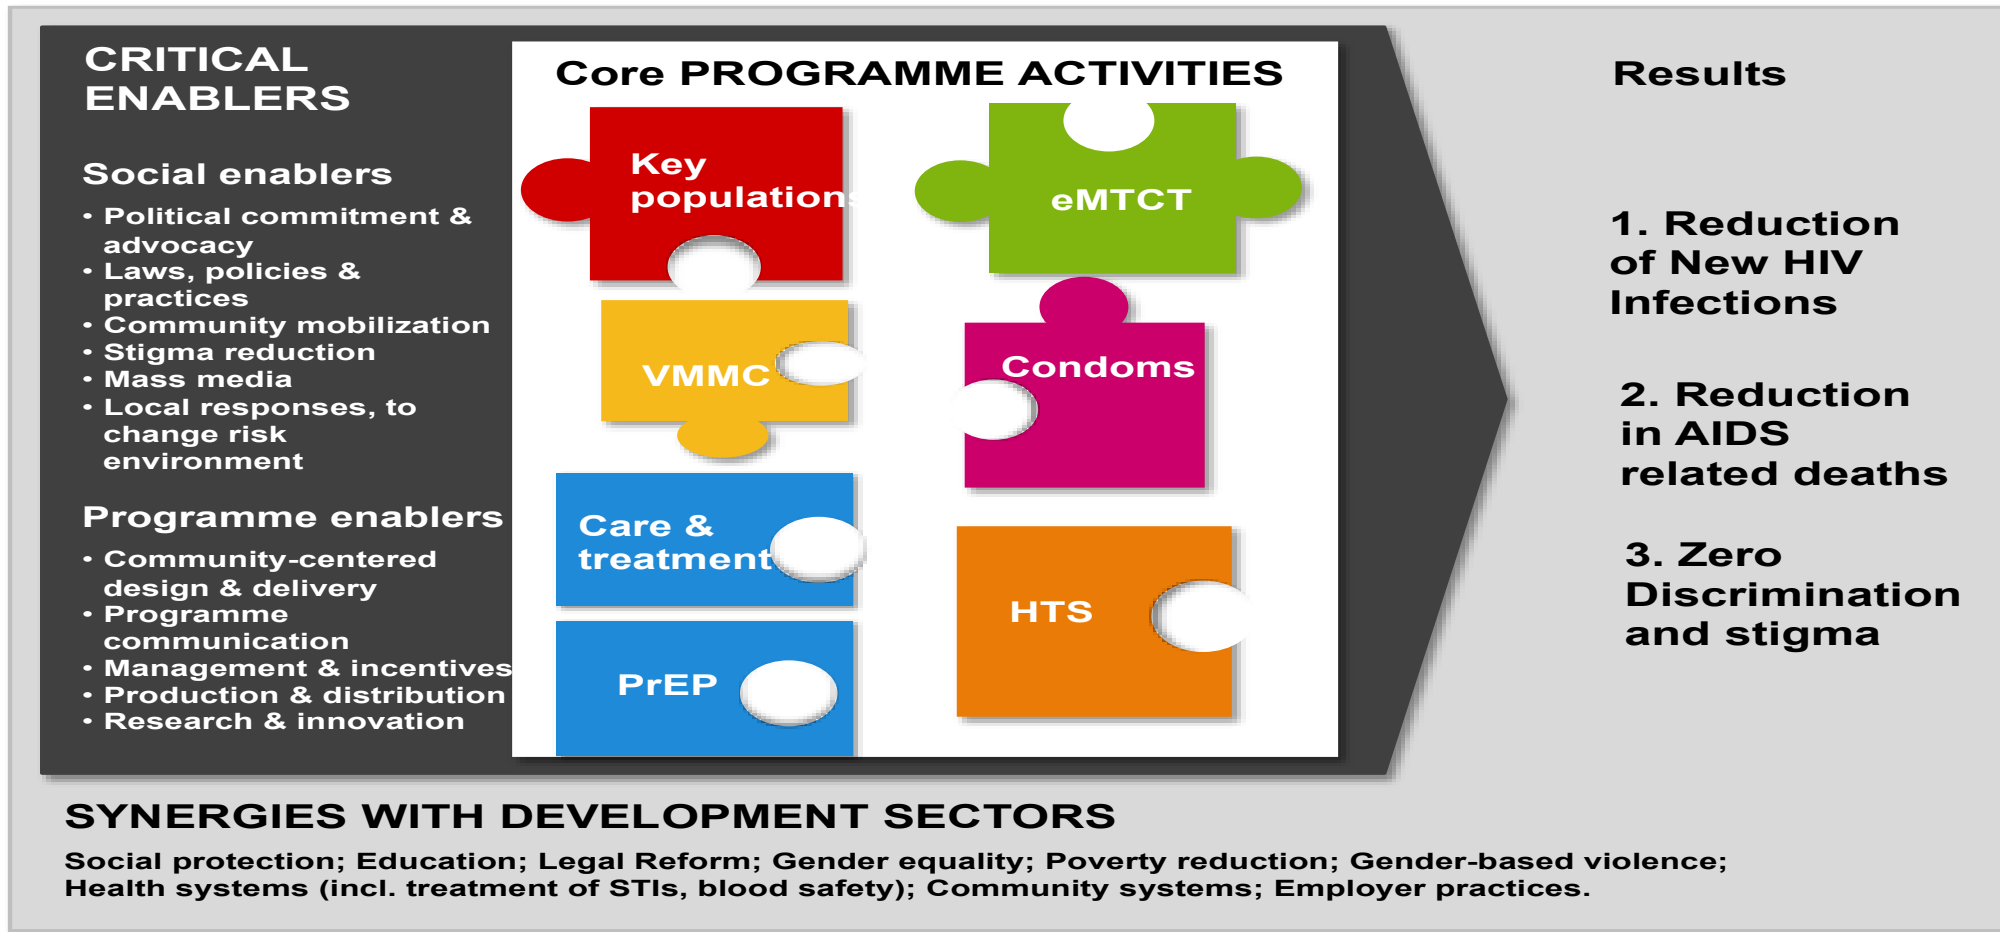 CRITICAL
ENABLERS
Social enablers
• Political commitment &
advocacy
• Laws, policies &
practices
• Community mobilization
• Stigma reduction
• Mass media
• Local responses, to
change risk
environment
Programme enablers
• Community-centered
design & delivery
• Programme
communication
• Management & incentives
• Production & distribution
• Research & innovation
Core PROGRAMME ACTIVITIES
Key
populations
eMTCT
VMMC
Condoms
Care &
treatment
HTS
PrEP
Results
1. Reduction
of New HIV
Infections
2. Reduction
in AIDS
related deaths
3. Zero
Discrimination
and stigma
SYNERGIES WITH DEVELOPMENT SECTORS
Social protection; Education; Legal Reform; Gender equality; Poverty reduction; Gender-based violence;
Health systems (incl. treatment of STIs, blood safety); Community systems; Employer practices.